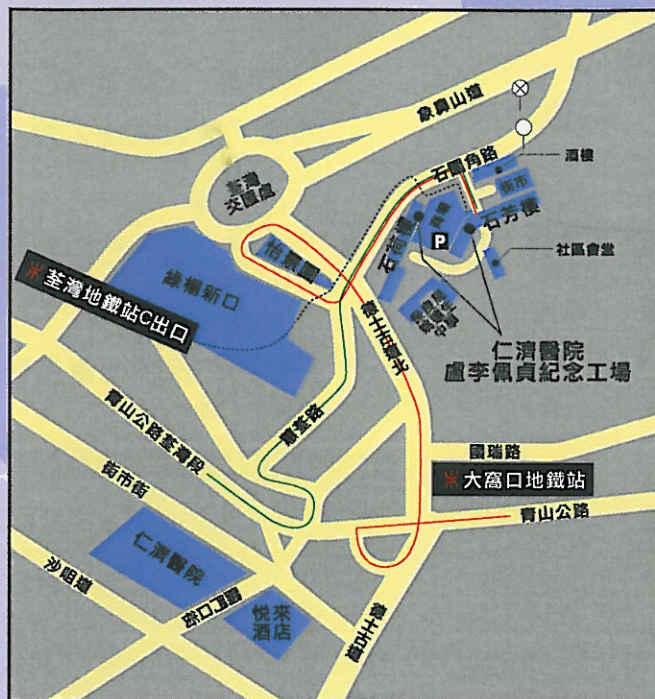 象鼻山道
石圍角路
酒樓
街市
荃灣
交匯處
石荷樓
石芳樓
P
社區會堂
綠楊新口
荃灣地鐵站C出口
德士古道北
仁濟醫院
盧李佩貞紀念工場
惠荃路
青山公路荃灣段
國瑞路
大窩口地鐵站
街市街
青山公路
仁濟醫院
沙咀道
悅來
酒店
德士古道